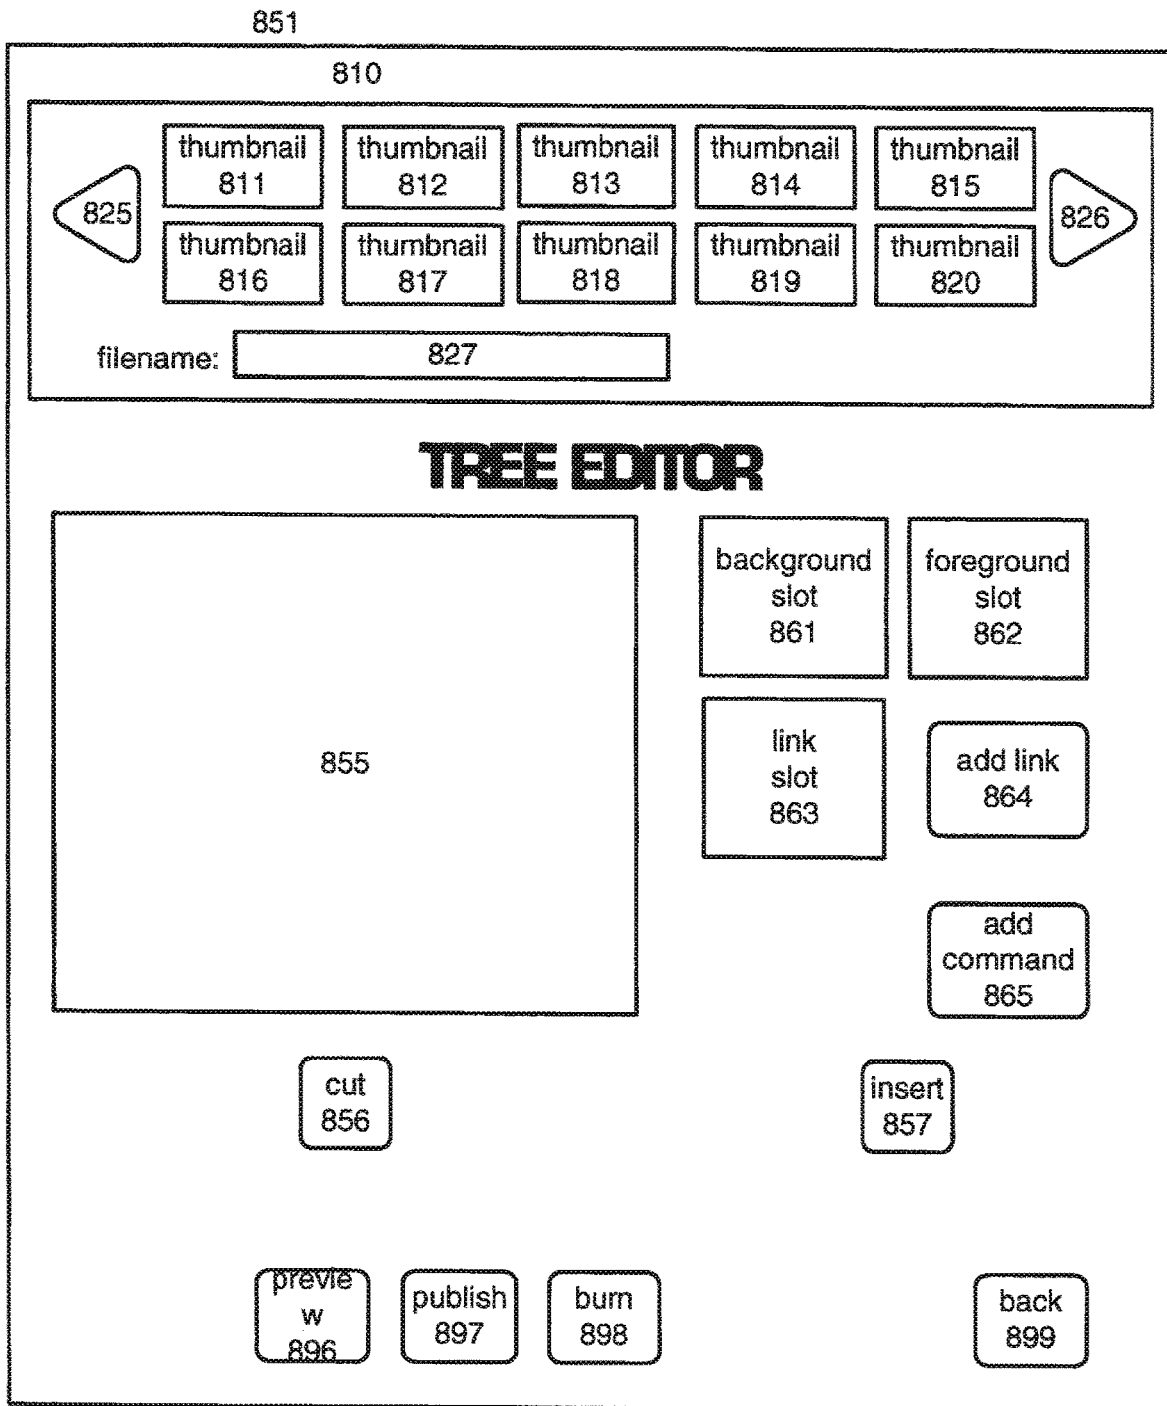 851
810
thumbnail
811
thumbnail
812
thumbnail
813
thumbnail
814
thumbnail
815
825
826
thumbnail
816
thumbnail
817
thumbnail
818
thumbnail
819
thumbnail
820
filename:
827
TREE EDITOR
855
background
slot
861
foreground
slot
862
link
slot
863
add link
864
add
command
865
cut
856
insert
857
previe
w
896
publish
897
burn
898
back
899